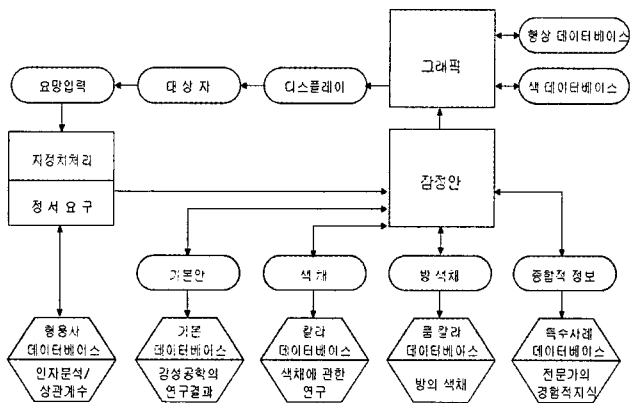 형상 데이터베이스
그래픽
색 데이터베이스
요망입력
대 상 자
디스플레이
지정치처리
정 서 요 구
잠정안
기본안
색 채
방 색채
종합적 정보
형용사
데이터베이스
인자분석/
상관계수
기본
데이터베이스
감성공학의
연구결과
칼라
데이터베이스
색채에 관한
연구
룸 칼라
데이터베이스
방의 색채
특수사례
데이터베이스
전문가의
경험적지식